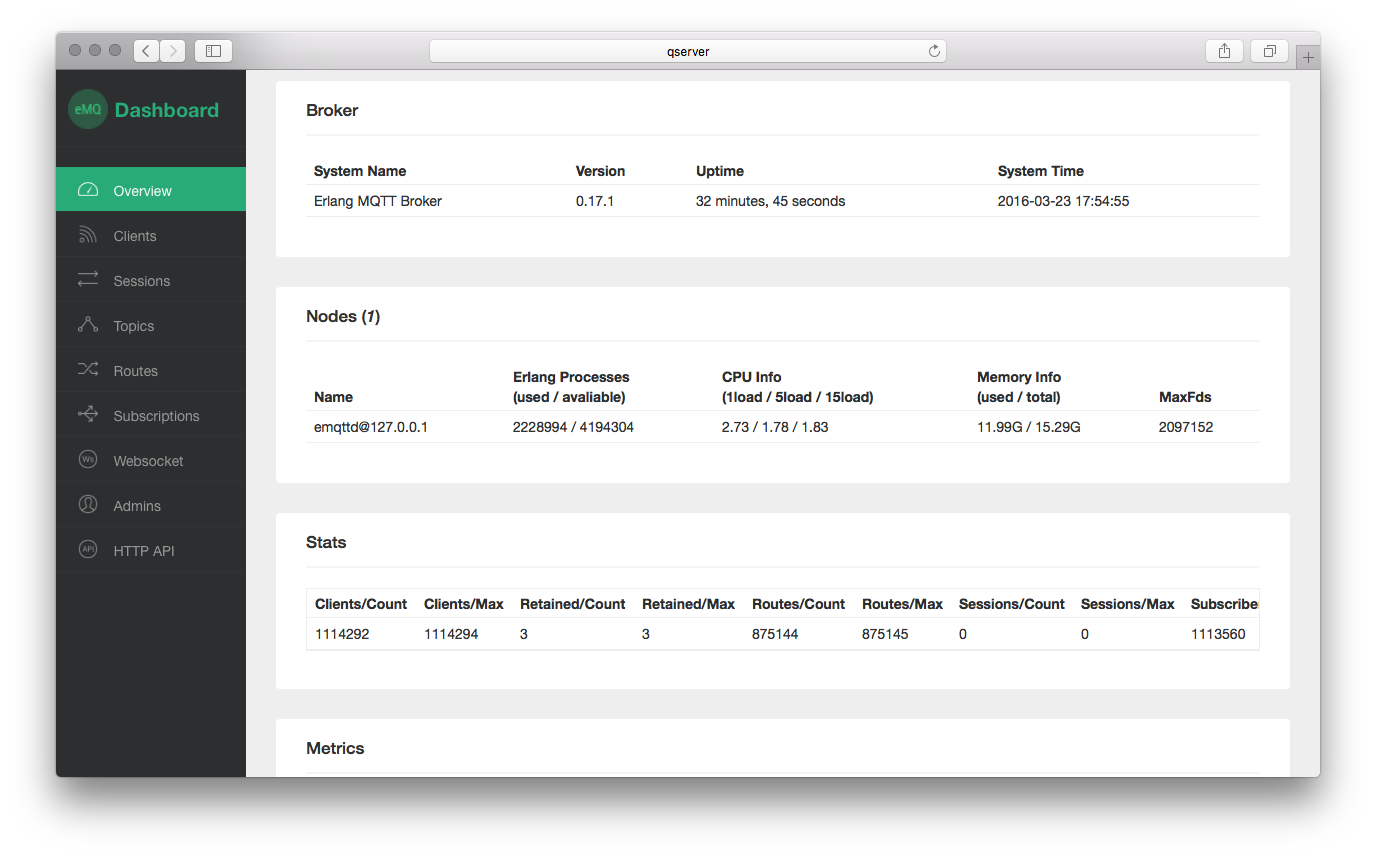 qserver
eMQ Dashboard
Overview
Clients
Sessions
Topics
Routes
Subscriptions
Ws Websocket
Admins
API HTTP API
Broker
System Name Version Uptime System Time
Erlang MQTT Broker 0.17.1 32 minutes, 45 seconds 2016-03-23 17:54:55
Nodes (1)
Erlang Processes CPU Info Memory Info
Name (used / avaliable) (1load / 5load / 15load) (used / total) MaxFds
emqttd@127.0.0.1 2228994 / 4194304 2.73 / 1.78 / 1.83 11.99G / 15.29G 2097152
Stats
Clients/Count Clients/Max Retained/Count Retained/Max Routes/Count Routes/Max Sessions/Count Sessions/Max Subscribe
1114292 1114294 3 3 875144 875145 0 0 1113560
Metrics